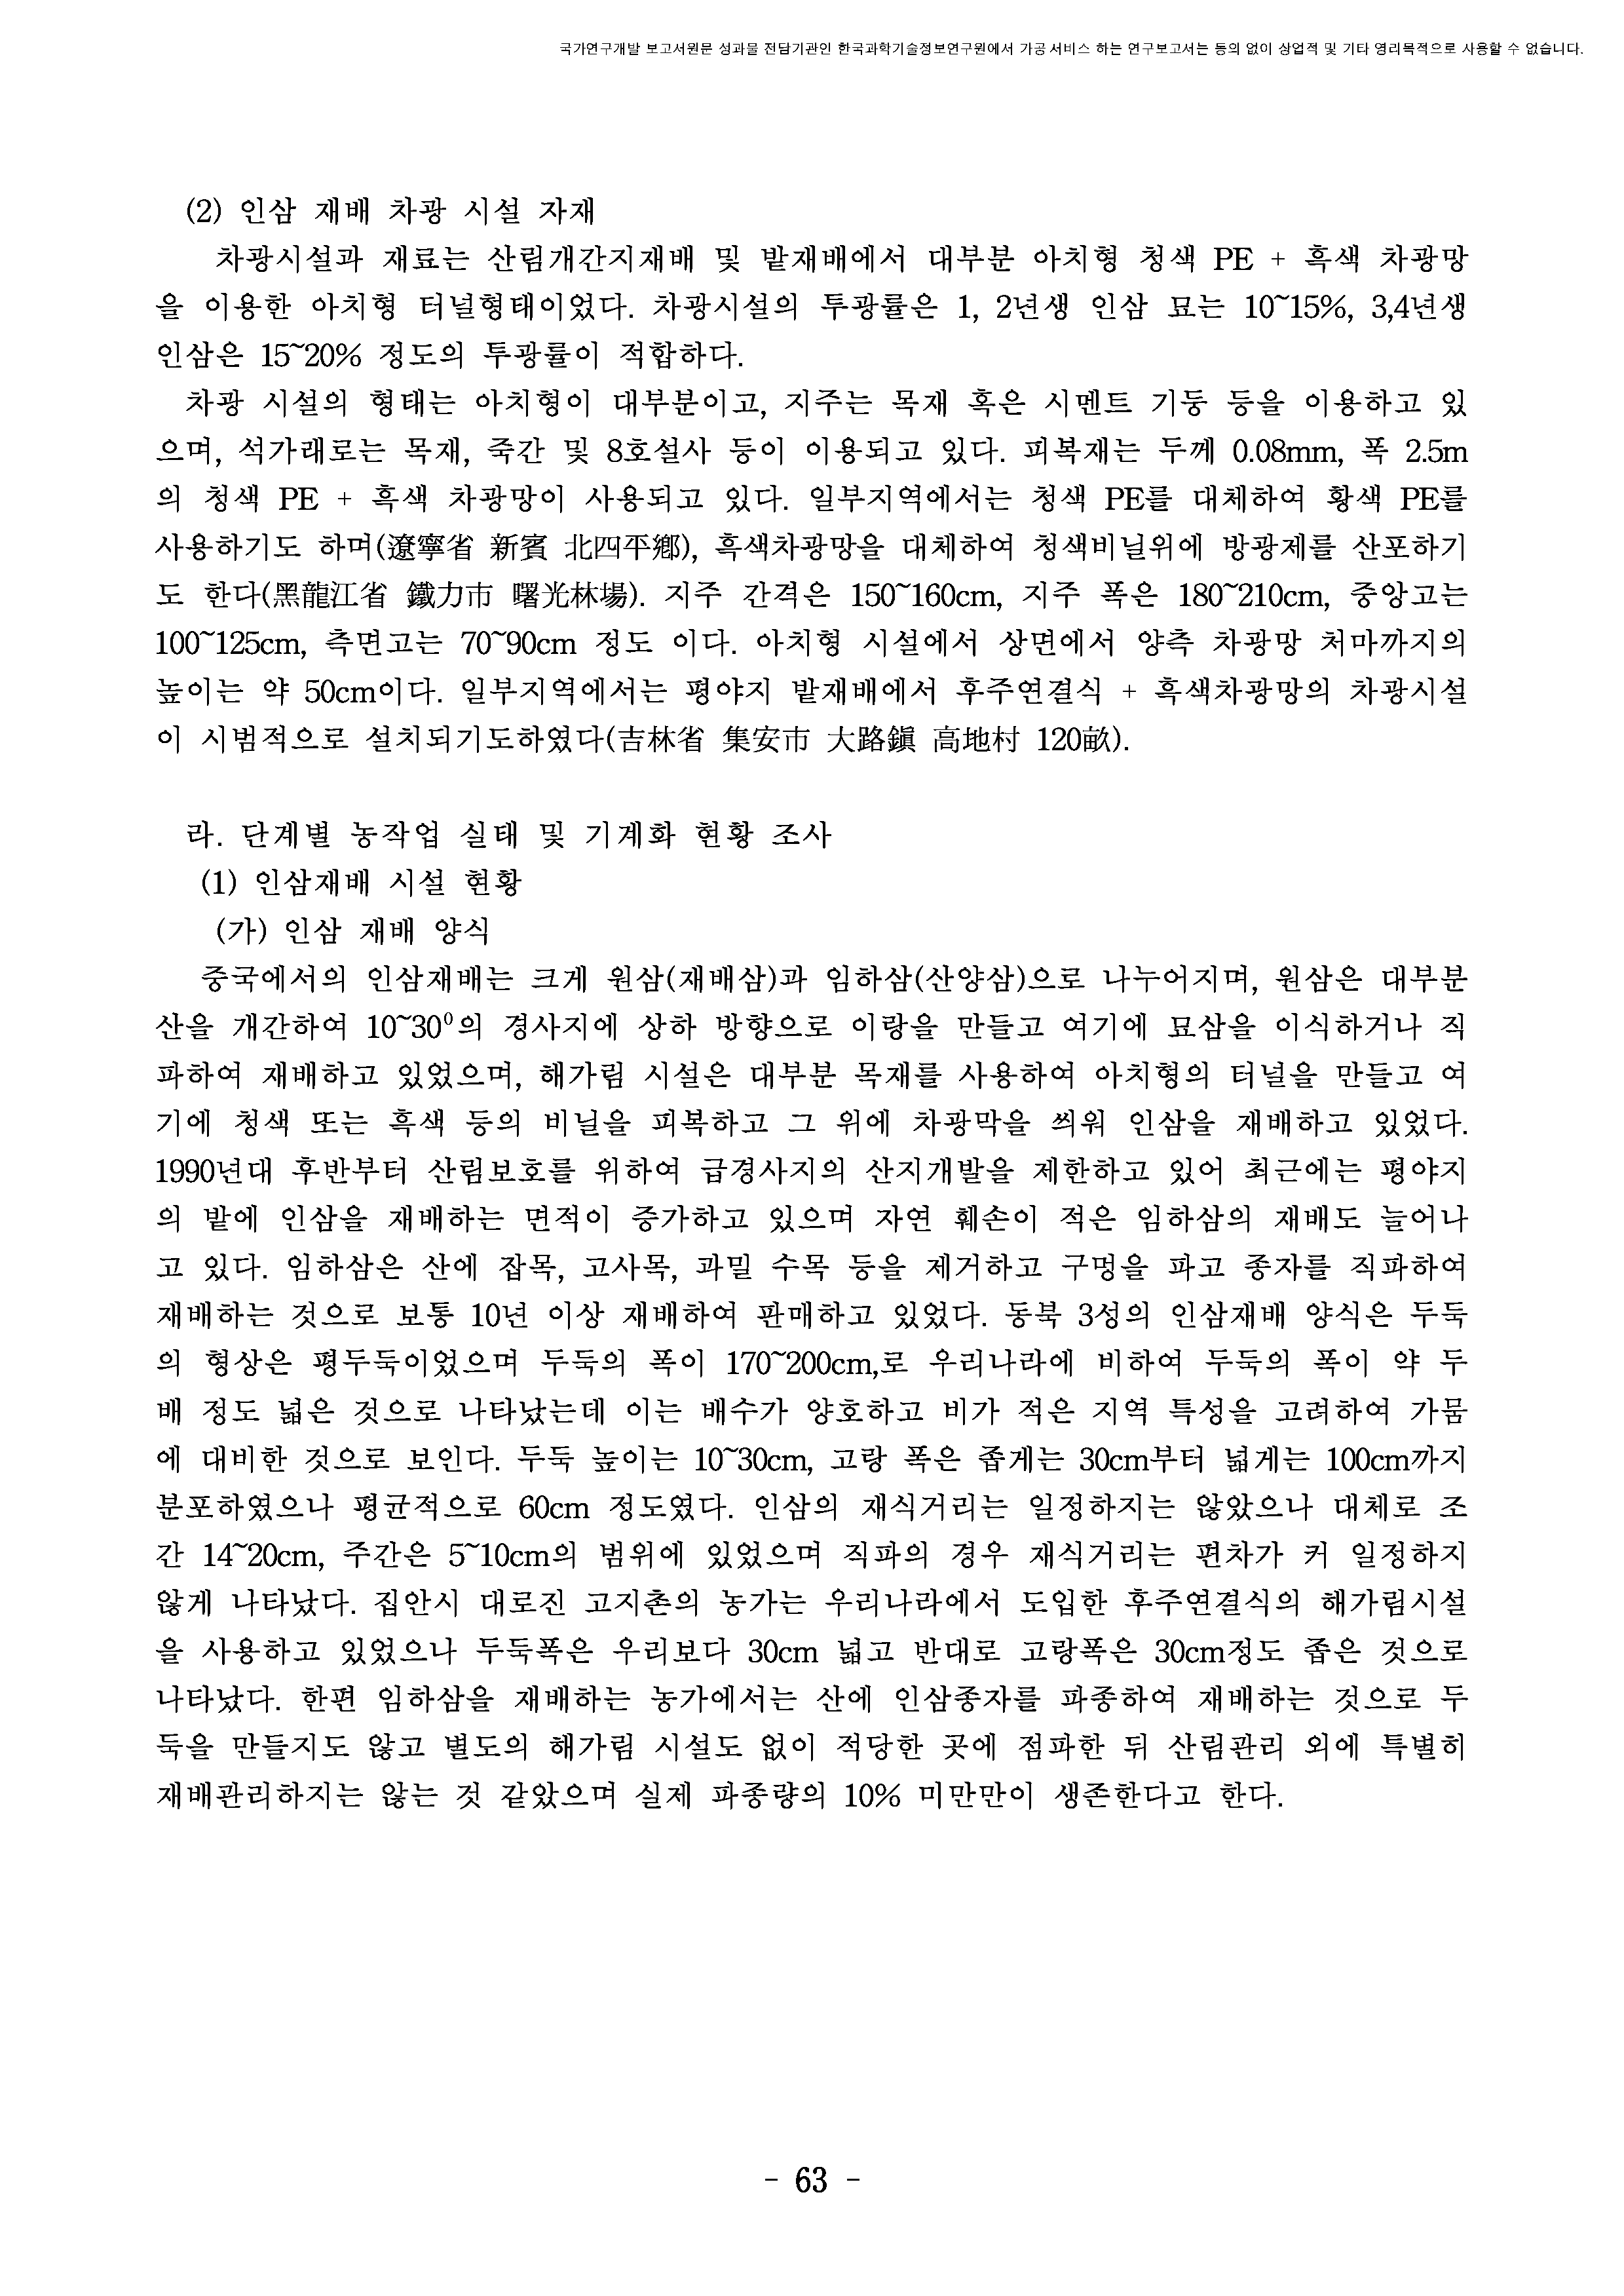 국가연구개발 보고서원문 성과물 전담기관인 한국과학기술정보연구원에서 가공·서비스 하는 연구보고서는 동의 없이 상업적 및 기타 영리목적으로 사용할 수 없습니다.
(2) 인삼 재배 차광 시설 자재
차광시설과 재료는 산림개간지재배 및 밭재배에서 대부분 아치형 청색 PE + 흑색 차광망
을 이용한 아치형 터널형태이었다. 차광시설의 투광률은 1, 2년생 인삼 묘는 10~15%, 3,4년생
인삼은 15~20% 정도의 투광률이 적합하다.
차광 시설의 형태는 아치형이 대부분이고, 지주는 목재 혹은 시멘트 기둥 등을 이용하고 있
으며, 석가래로는 목재, 죽간 및 8호설사 등이 이용되고 있다. 피복재는 두께 0.08mm, 폭 2.5m
의 청색 PE + 흑색 차광망이 사용되고 있다. 일부지역에서는 청색 PE를 대체하여 황색 PE를
사용하기도 하며(遼寧省 新賓 北四平鄕), 흑색차광망을 대체하여 청색비닐위에 방광제를 산포하기
도 한다(黑龍江省 鐵力市 曙光林場). 지주 간격은 150~160cm, 지주 폭은 180~210cm, 중앙고는
100~125cm, 측면고는 70~90cm 정도 이다. 아치형 시설에서 상면에서 양측 차광망 처마까지의
높이는 약 50cm이다. 일부지역에서는 평야지 밭재배에서 후주연결식 + 흑색차광망의 차광시설
이 시범적으로 설치되기도하였다(吉林省 集安市 大路鎭 高地村 120畝).
라. 단계별 농작업 실태 및 기계화 현황 조사
(1) 인삼재배 시설 현황
(가) 인삼 재배 양식
중국에서의 인삼재배는 크게 원삼(재배삼)과 임하삼(산양삼)으로 나누어지며, 원삼은 대부분
산을 개간하여 10~30⁰의 경사지에 상하 방향으로 이랑을 만들고 여기에 묘삼을 이식하거나 직
파하여 재배하고 있었으며, 해가림 시설은 대부분 목재를 사용하여 아치형의 터널을 만들고 여
기에 청색 또는 흑색 등의 비닐을 피복하고 그 위에 차광막을 씌워 인삼을 재배하고 있었다.
1990년대 후반부터 산림보호를 위하여 급경사지의 산지개발을 제한하고 있어 최근에는 평야지
의 밭에 인삼을 재배하는 면적이 증가하고 있으며 자연 훼손이 적은 임하삼의 재배도 늘어나
고 있다. 임하삼은 산에 잡목, 고사목, 과밀 수목 등을 제거하고 구멍을 파고 종자를 직파하여
재배하는 것으로 보통 10년 이상 재배하여 판매하고 있었다. 동북 3성의 인삼재배 양식은 두둑
의 형상은 평두둑이었으며 두둑의 폭이 170~200cm,로 우리나라에 비하여 두둑의 폭이 약 두
배 정도 넓은 것으로 나타났는데 이는 배수가 양호하고 비가 적은 지역 특성을 고려하여 가뭄
에 대비한 것으로 보인다. 두둑 높이는 10~30cm, 고랑 폭은 좁게는 30cm부터 넓게는 100cm까지
분포하였으나 평균적으로 60cm 정도였다. 인삼의 재식거리는 일정하지는 않았으나 대체로 조
간 14~20cm, 주간은 5~10cm의 범위에 있었으며 직파의 경우 재식거리는 편차가 커 일정하지
않게 나타났다. 집안시 대로진 고지촌의 농가는 우리나라에서 도입한 후주연결식의 해가림시설
을 사용하고 있었으나 두둑폭은 우리보다 30cm 넓고 반대로 고랑폭은 30cm정도 좁은 것으로
나타났다. 한편 임하삼을 재배하는 농가에서는 산에 인삼종자를 파종하여 재배하는 것으로 두
둑을 만들지도 않고 별도의 해가림 시설도 없이 적당한 곳에 점파한 뒤 산림관리 외에 특별히
재배관리하지는 않는 것 같았으며 실제 파종량의 10% 미만만이 생존한다고 한다.
- 63 -